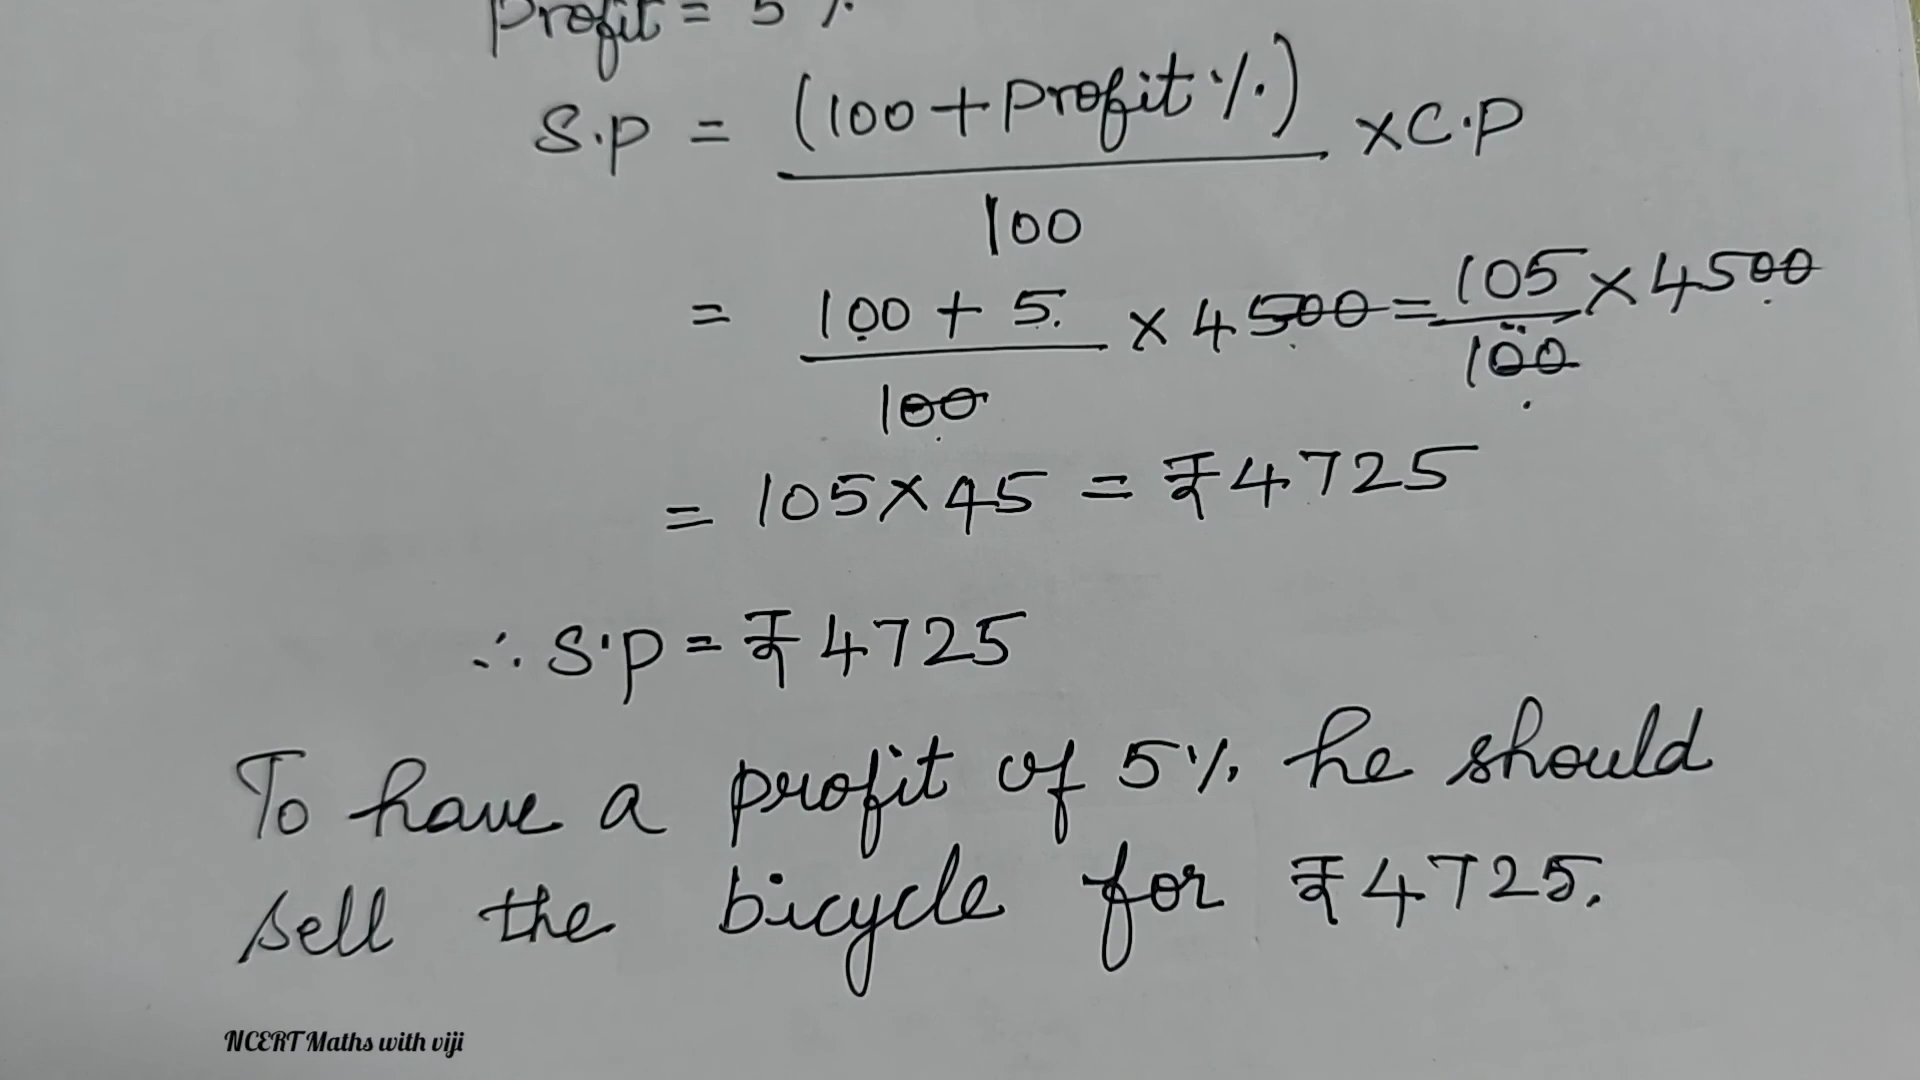 Profit = 5 %
S.P = (100 + Profit %) / 100 × C.P
= 100 + 5 / 100 × 4500 = 105 / 100 × 4500
= 105 × 45 = ₹ 4725
∴ S.P = ₹ 4725
To have a profit of 5% he should
sell the bicycle for ₹ 4725.
NCERT Maths with viji